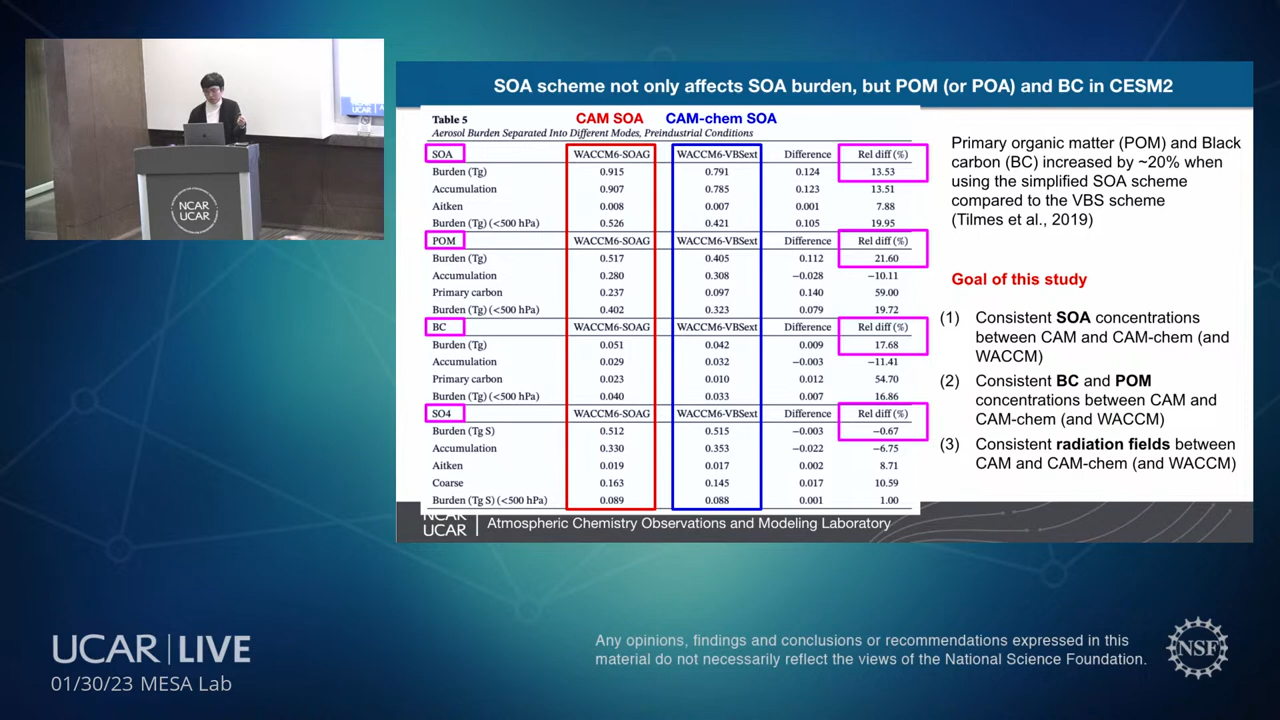 SOA scheme not only affects SOA burden, but POM (or POA) and BC in CESM2
Table 5 CAM SOA CAM-chem SOA
Aerosol Burden Separated Into Different Modes, Preindustrial Conditions
SOA WACCM6-SOAG WACCM6-VBSext Difference Rel diff (%)
Burden (Tg) 0.915 0.791 0.124 13.53
Accumulation 0.907 0.785 0.123 13.51
Aitken 0.008 0.007 0.001 7.88
Burden (Tg) (<500 hPa) 0.526 0.421 0.105 19.95
POM WACCM6-SOAG WACCM6-VBSext Difference Rel diff (%)
Burden (Tg) 0.517 0.405 0.112 21.60
Accumulation 0.280 0.308 −0.028 −10.11
Primary carbon 0.237 0.097 0.140 59.00
Burden (Tg) (<500 hPa) 0.402 0.323 0.079 19.72
BC WACCM6-SOAG WACCM6-VBSext Difference Rel diff (%)
Burden (Tg) 0.051 0.042 0.009 17.68
Accumulation 0.029 0.032 −0.003 −11.41
Primary carbon 0.023 0.010 0.012 54.70
Burden (Tg) (<500 hPa) 0.040 0.033 0.007 16.86
SO4 WACCM6-SOAG WACCM6-VBSext Difference Rel diff (%)
Burden (Tg S) 0.512 0.515 −0.003 −0.67
Accumulation 0.330 0.353 −0.022 −6.75
Aitken 0.019 0.017 0.002 8.71
Coarse 0.163 0.145 0.017 10.59
Burden (Tg S) (<500 hPa) 0.089 0.088 0.001 1.00
Primary organic matter (POM) and Black
carbon (BC) increased by ~20% when
using the simplified SOA scheme
compared to the VBS scheme
(Tilmes et al., 2019)
Goal of this study
(1) Consistent SOA concentrations
between CAM and CAM-chem (and
WACCM)
(2) Consistent BC and POM
concentrations between CAM and
CAM-chem (and WACCM)
(3) Consistent radiation fields between
CAM and CAM-chem (and WACCM)
NCAR
UCAR
Atmospheric Chemistry Observations and Modeling Laboratory
NCAR
UCAR
UCAR
UCAR | LIVE
01/30/23 MESA Lab
Any opinions, findings and conclusions or recommendations expressed in this
material do not necessarily reflect the views of the National Science Foundation.
NSF